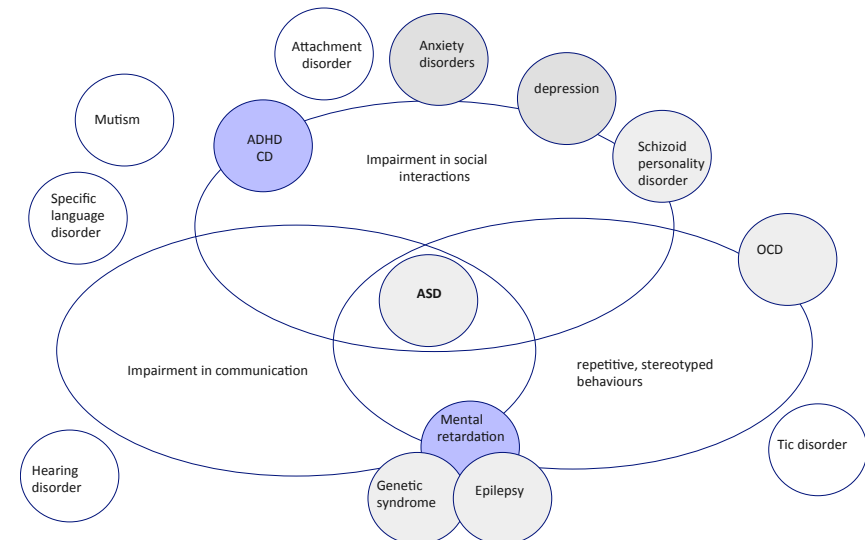 Attachment
disorder
Anxiety
disorders
depression
Mutism
ADHD
CD
Impairment in social
interactions
Schizoid
personality
disorder
Specific
language
disorder
OCD
ASD
Impairment in communication
repetitive, stereotyped
behaviours
Mental
retardation
Tic disorder
Hearing
disorder
Genetic
syndrome
Epilepsy